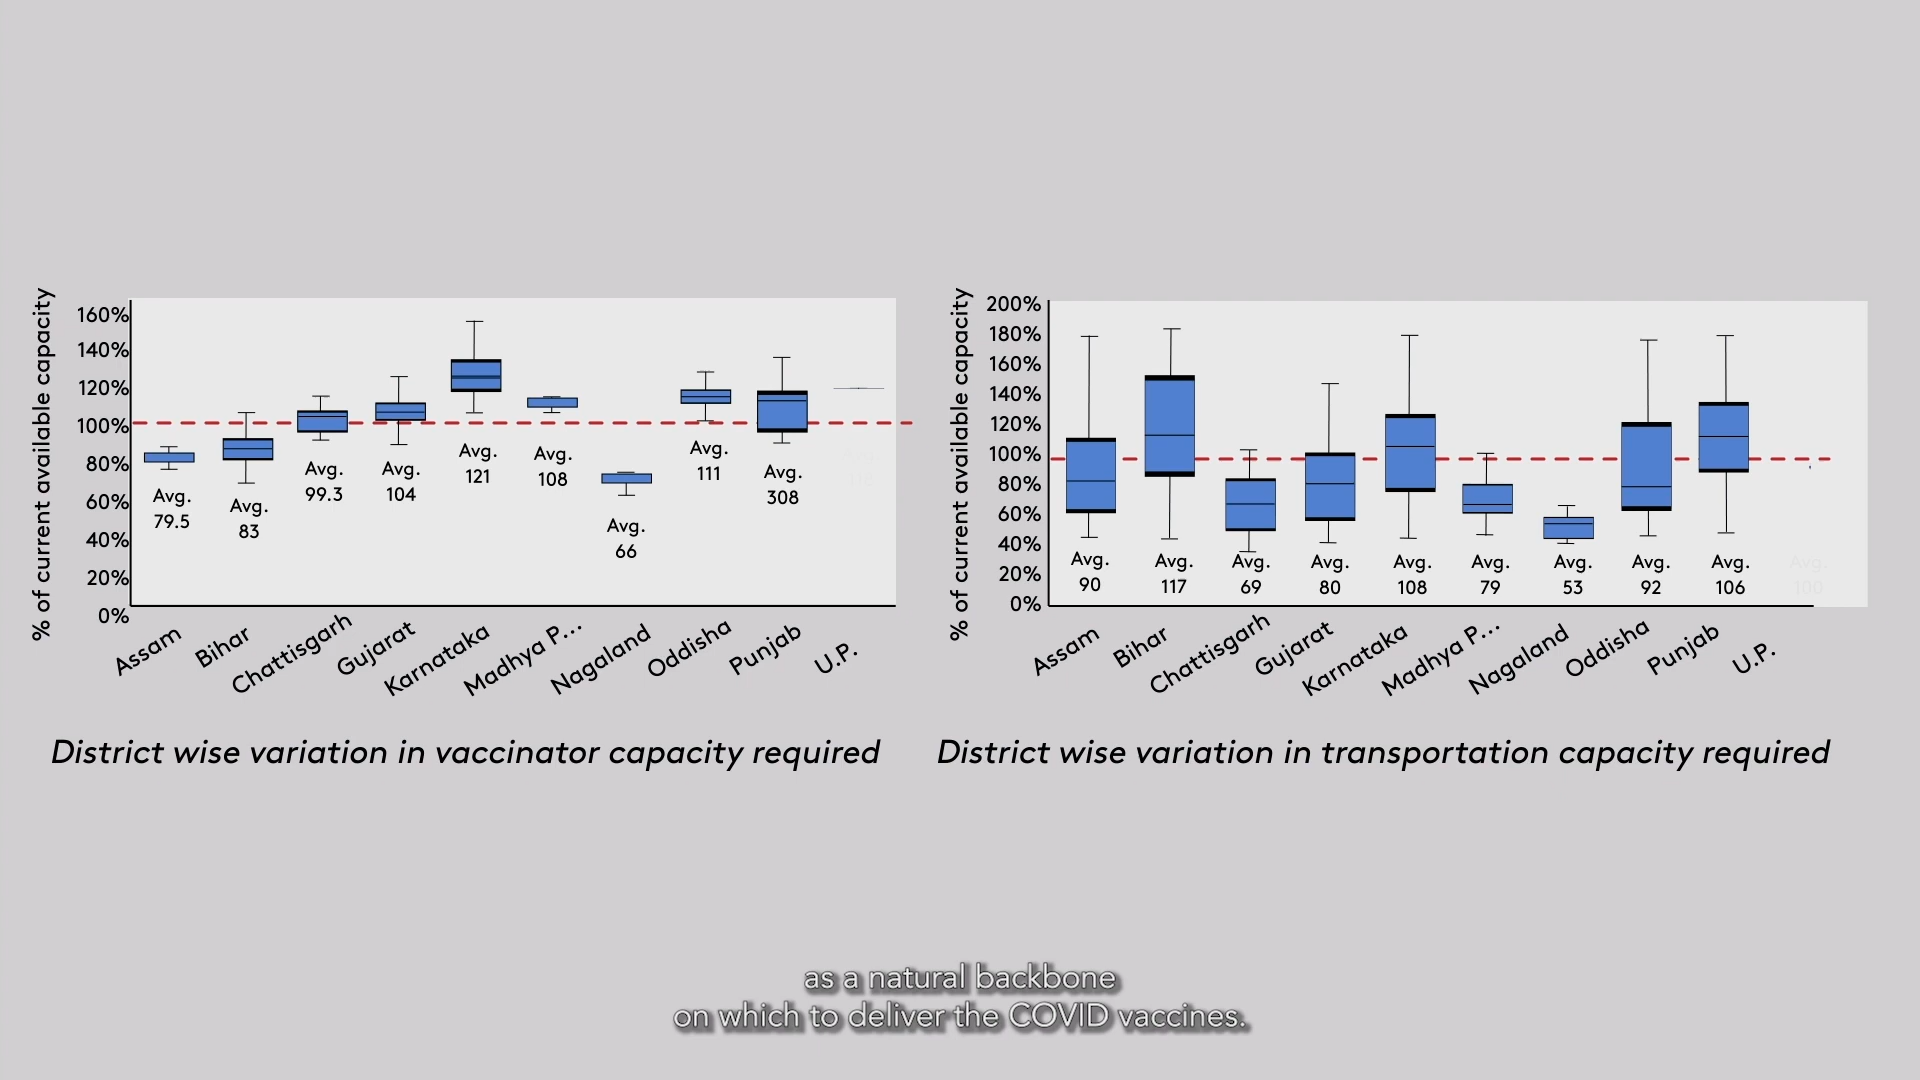 % of current available capacity
160%
140%
120%
100%
80%
60%
40%
20%
0%
Avg.
79.5
Avg.
83
Avg.
99.3
Avg.
104
Avg.
121
Avg.
108
Avg.
66
Avg.
111
Avg.
308
Assam
Bihar
Chattisgarh
Gujarat
Karnataka
Madhya P...
Nagaland
Oddisha
Punjab
U.P.
District wise variation in vaccinator capacity required
% of current available capacity
200%
180%
160%
140%
120%
100%
80%
60%
40%
20%
0%
Avg.
90
Avg.
117
Avg.
69
Avg.
80
Avg.
108
Avg.
79
Avg.
53
Avg.
92
Avg.
106
Avg.
100
Assam
Bihar
Chattisgarh
Gujarat
Karnataka
Madhya P...
Nagaland
Oddisha
Punjab
U.P.
District wise variation in transportation capacity required
as a natural backbone
on which to deliver the COVID vaccines.